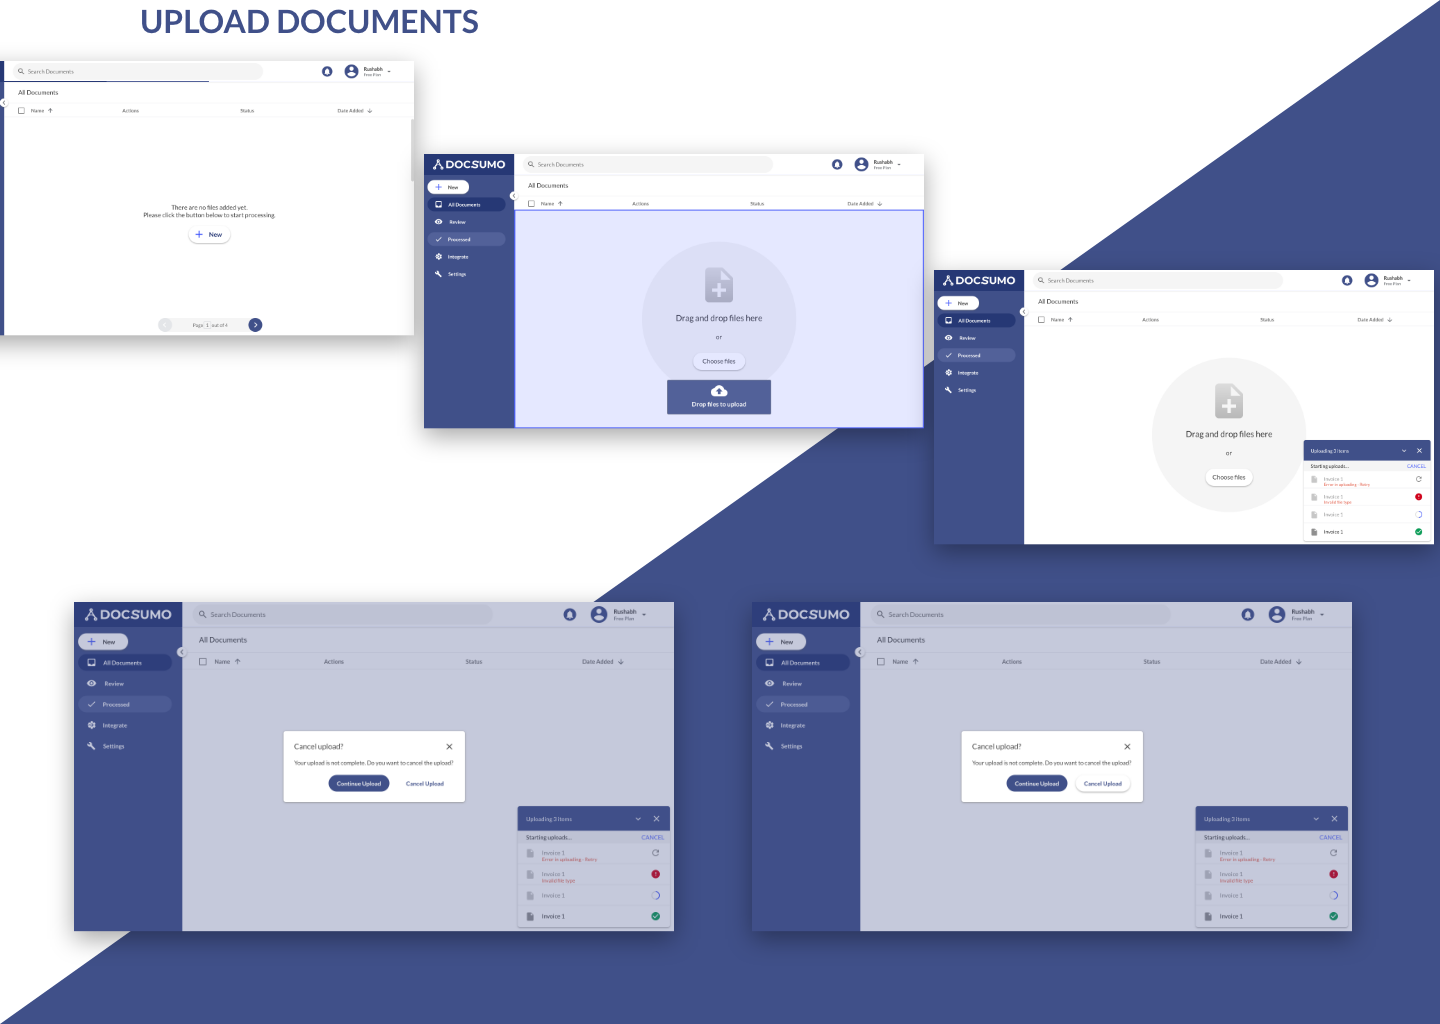 UPLOAD DOCUMENTS
Search Documents
Rushabh
Free Plan
All Documents
Name
Actions
Status
Date Added
There are no files added yet.
Please click the button below to start processing.
New
Page 1 out of 4
DOCSUMO
Search Documents
Rushabh
Free Plan
New
All Documents
Review
Processed
Integrate
Settings
All Documents
Name
Actions
Status
Date Added
Drag and drop files here
or
Choose files
Drop files to upload
DOCSUMO
Search Documents
Rushabh
Free Plan
New
All Documents
Review
Processed
Integrate
Settings
All Documents
Name
Actions
Status
Date Added
Drag and drop files here
or
Choose files
Uploading 3 items
Starting uploads... CANCEL
Invoice 1
Error in uploading - Retry
Invoice 1
Invalid file type
Invoice 1
Invoice 1
DOCSUMO
Search Documents
Rushabh
Free Plan
New
All Documents
Review
Processed
Integrate
Settings
All Documents
Name
Actions
Status
Date Added
Cancel upload?
Your upload is not complete. Do you want to cancel the upload?
Continue Upload Cancel Upload
Uploading 3 items
Starting uploads... CANCEL
Invoice 1
Error in uploading - Retry
Invoice 1
Invalid file type
Invoice 1
Invoice 1
DOCSUMO
Search Documents
Rushabh
Free Plan
New
All Documents
Review
Processed
Integrate
Settings
All Documents
Name
Actions
Status
Date Added
Cancel upload?
Your upload is not complete. Do you want to cancel the upload?
Continue Upload Cancel Upload
Uploading 3 items
Starting uploads... CANCEL
Invoice 1
Error in uploading - Retry
Invoice 1
Invalid file type
Invoice 1
Invoice 1